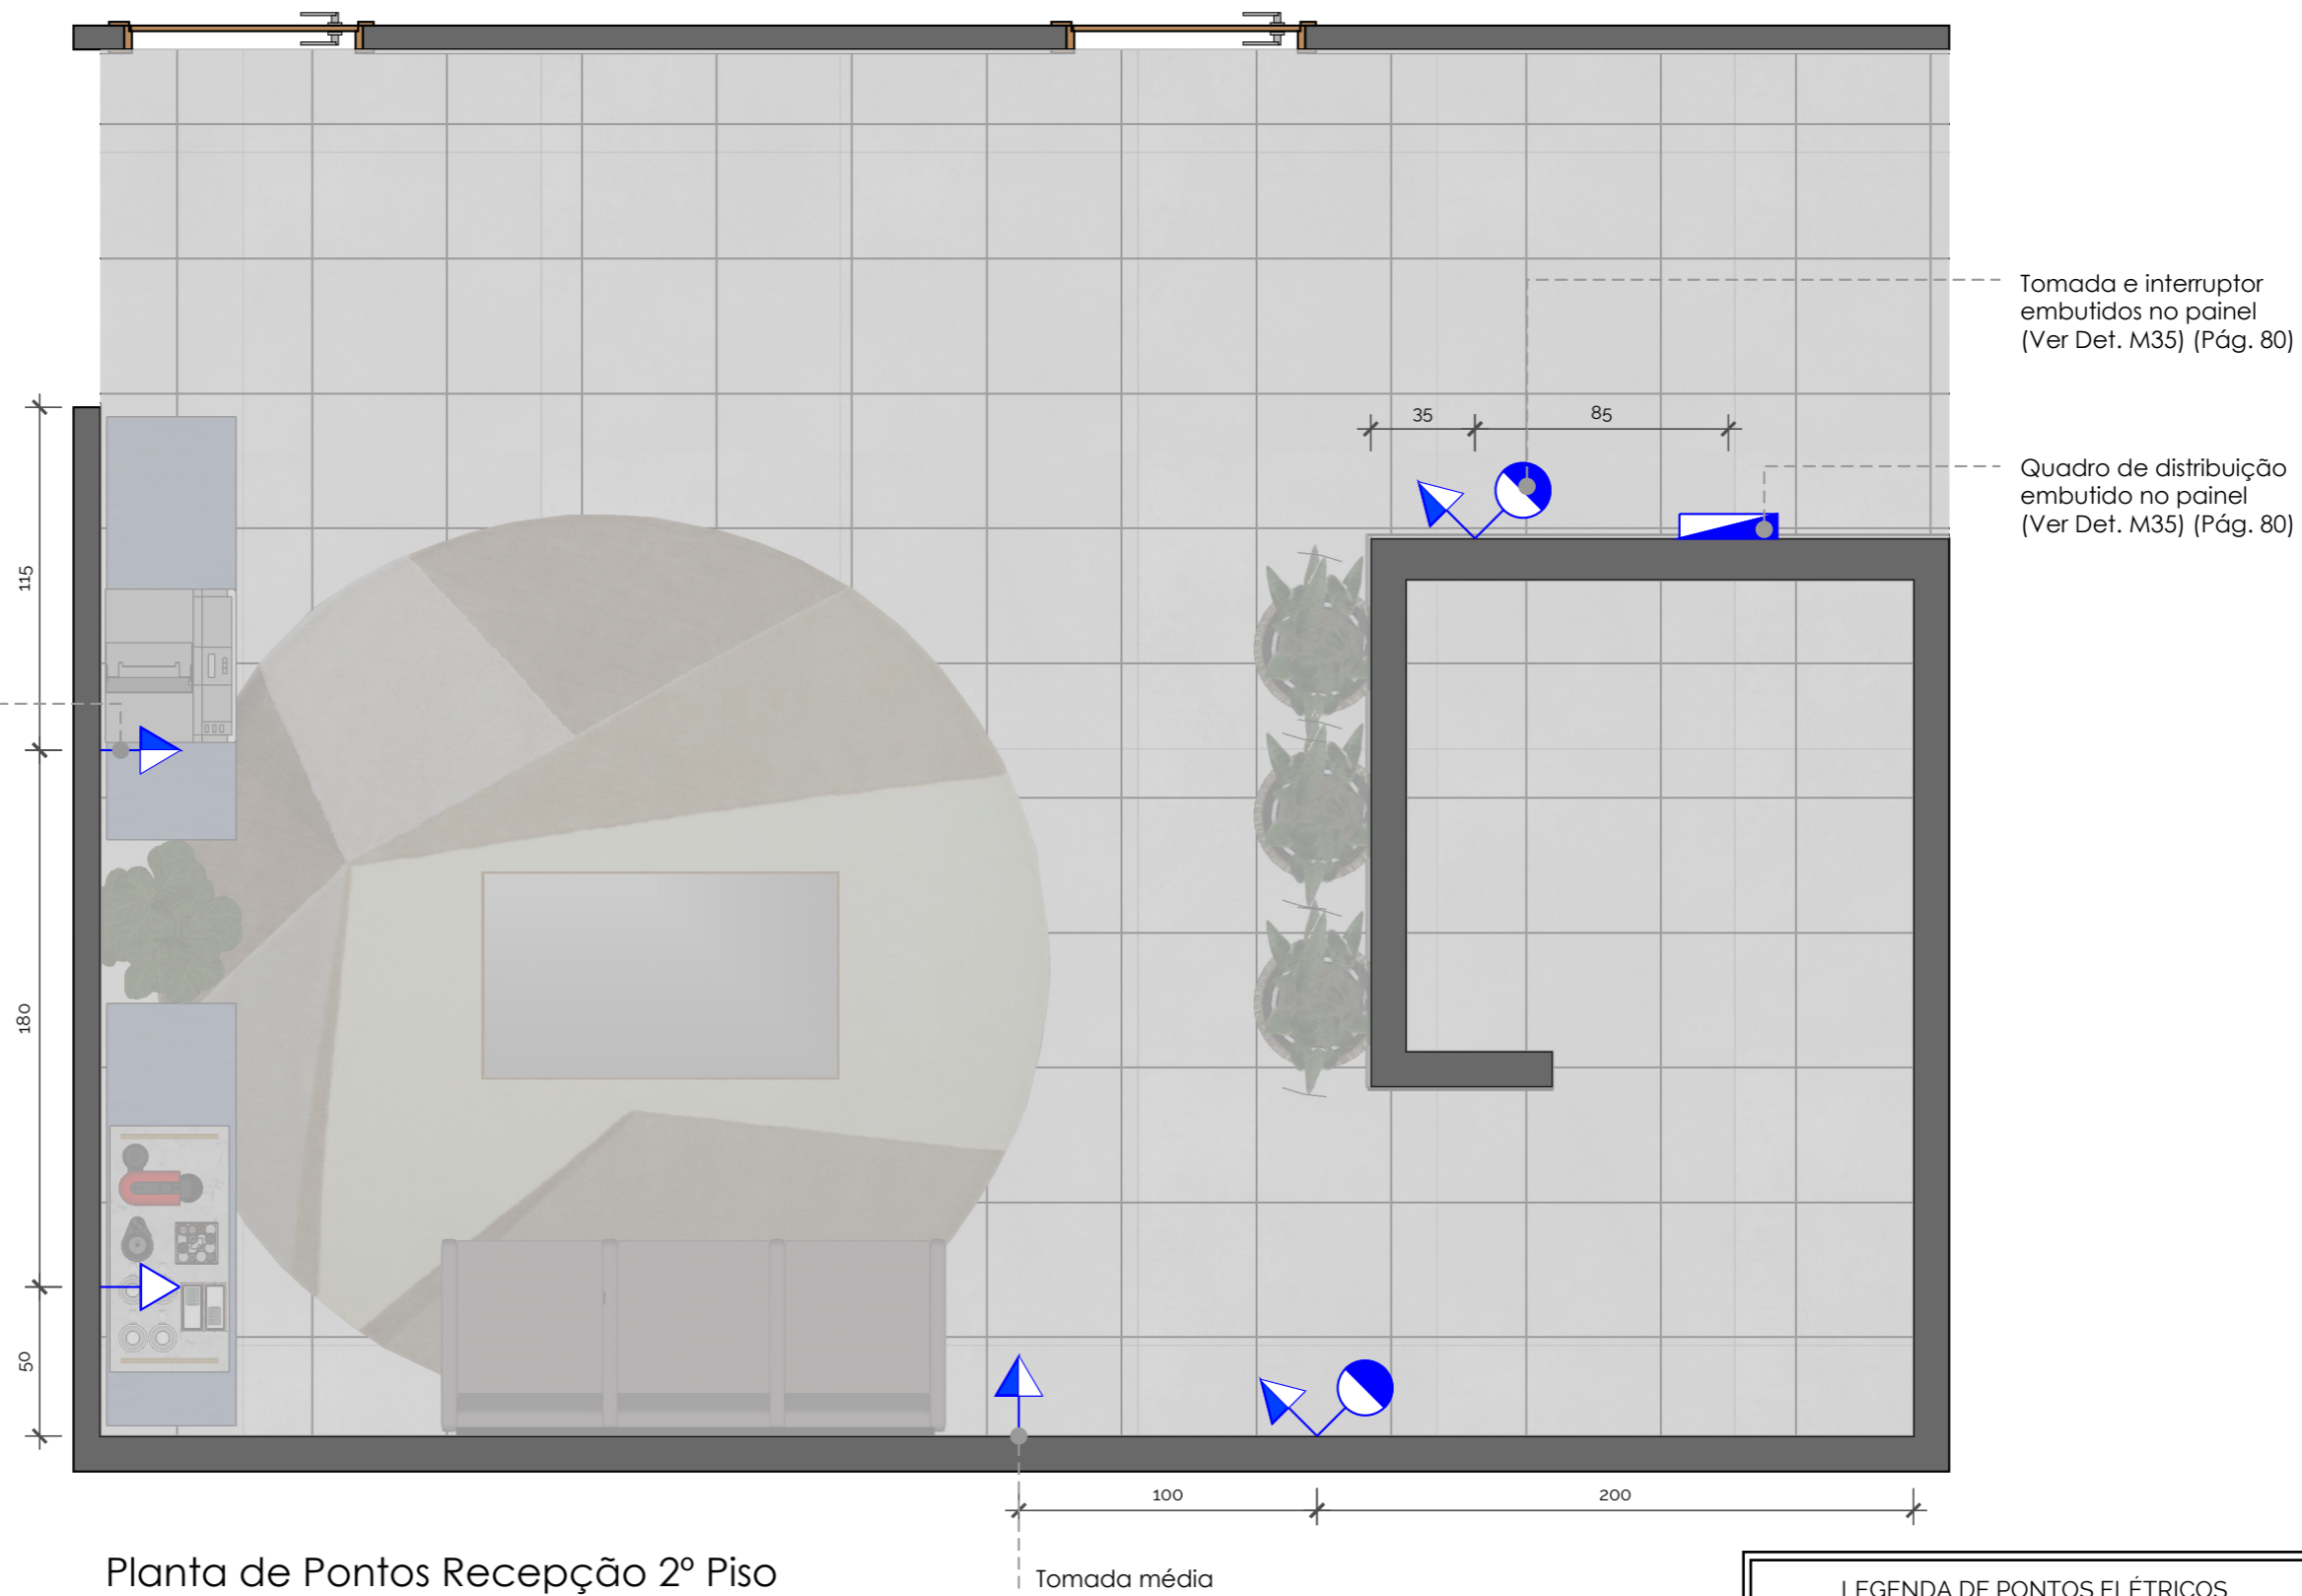 Tomada e interruptor
embutidos no painel
(Ver Det. M35) (Pág. 80)
35
85
Quadro de distribuição
embutido no painel
(Ver Det. M35) (Pág. 80)
115
180
50
100
200
Planta de Pontos Recepção 2º Piso
Tomada média
LEGENDA DE PONTOS ELÉTRICOS